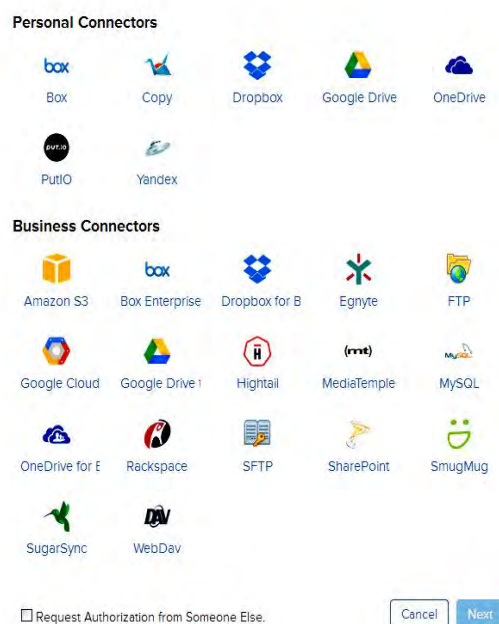 Personal Connectors
box
Box Copy Dropbox Google Drive OneDrive
PUT.IO
PutIO Yandex
Business Connectors
box
Amazon S3 Box Enterprise Dropbox for B Egnyte FTP
(mt) MySQL
Google Cloud Google Drive f Hightail MediaTemple MySQL
OneDrive for E Rackspace SFTP SharePoint SmugMug
DAV
SugarSync WebDav
Request Authorization from Someone Else. Cancel Next